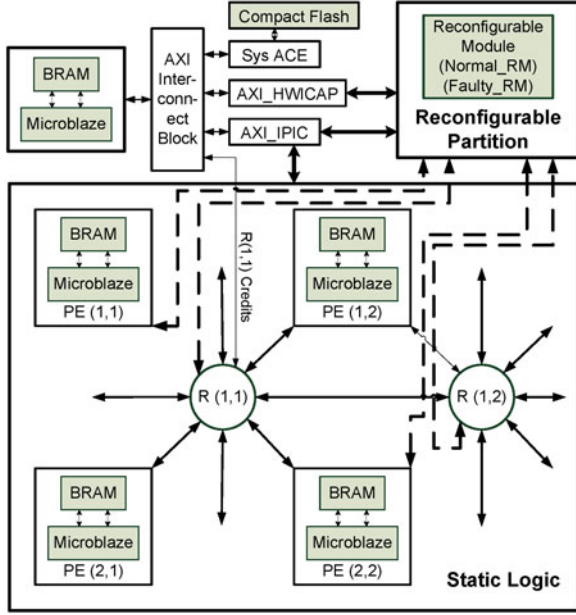 Compact Flash
Sys ACE
AXI
Inter-
conn-
ect
Block
AXI_HWICAP
AXI_IPIC
BRAM
Microblaze
Reconfigurable
Module
(Normal_RM)
(Faulty_RM)
Reconfigurable
Partition
R(1,1) Credits
BRAM
Microblaze
PE (1,1)
BRAM
Microblaze
PE (1,2)
R (1,1)
R (1,2)
BRAM
Microblaze
PE (2,1)
BRAM
Microblaze
PE (2,2)
Static Logic